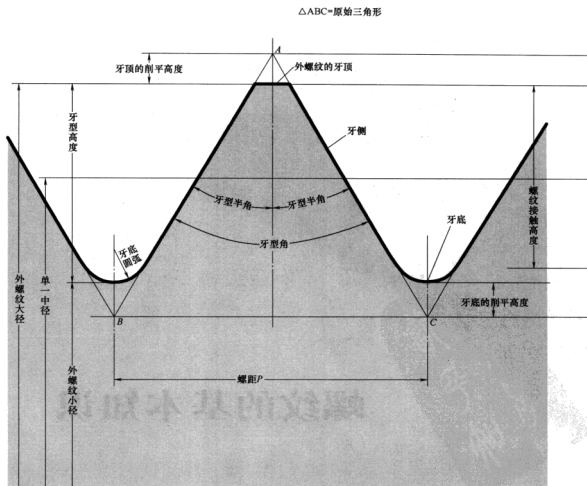 △ABC=原始三角形
A
牙顶的削平高度
外螺纹的牙顶
牙型高度
牙侧
牙型半角
牙型半角
螺纹接触高度
牙型角
牙底
圆弧
牙底
外螺纹大径
单一中径
牙底的削平高度
B
C
外螺纹小径
螺距P
螺纹的基本知识